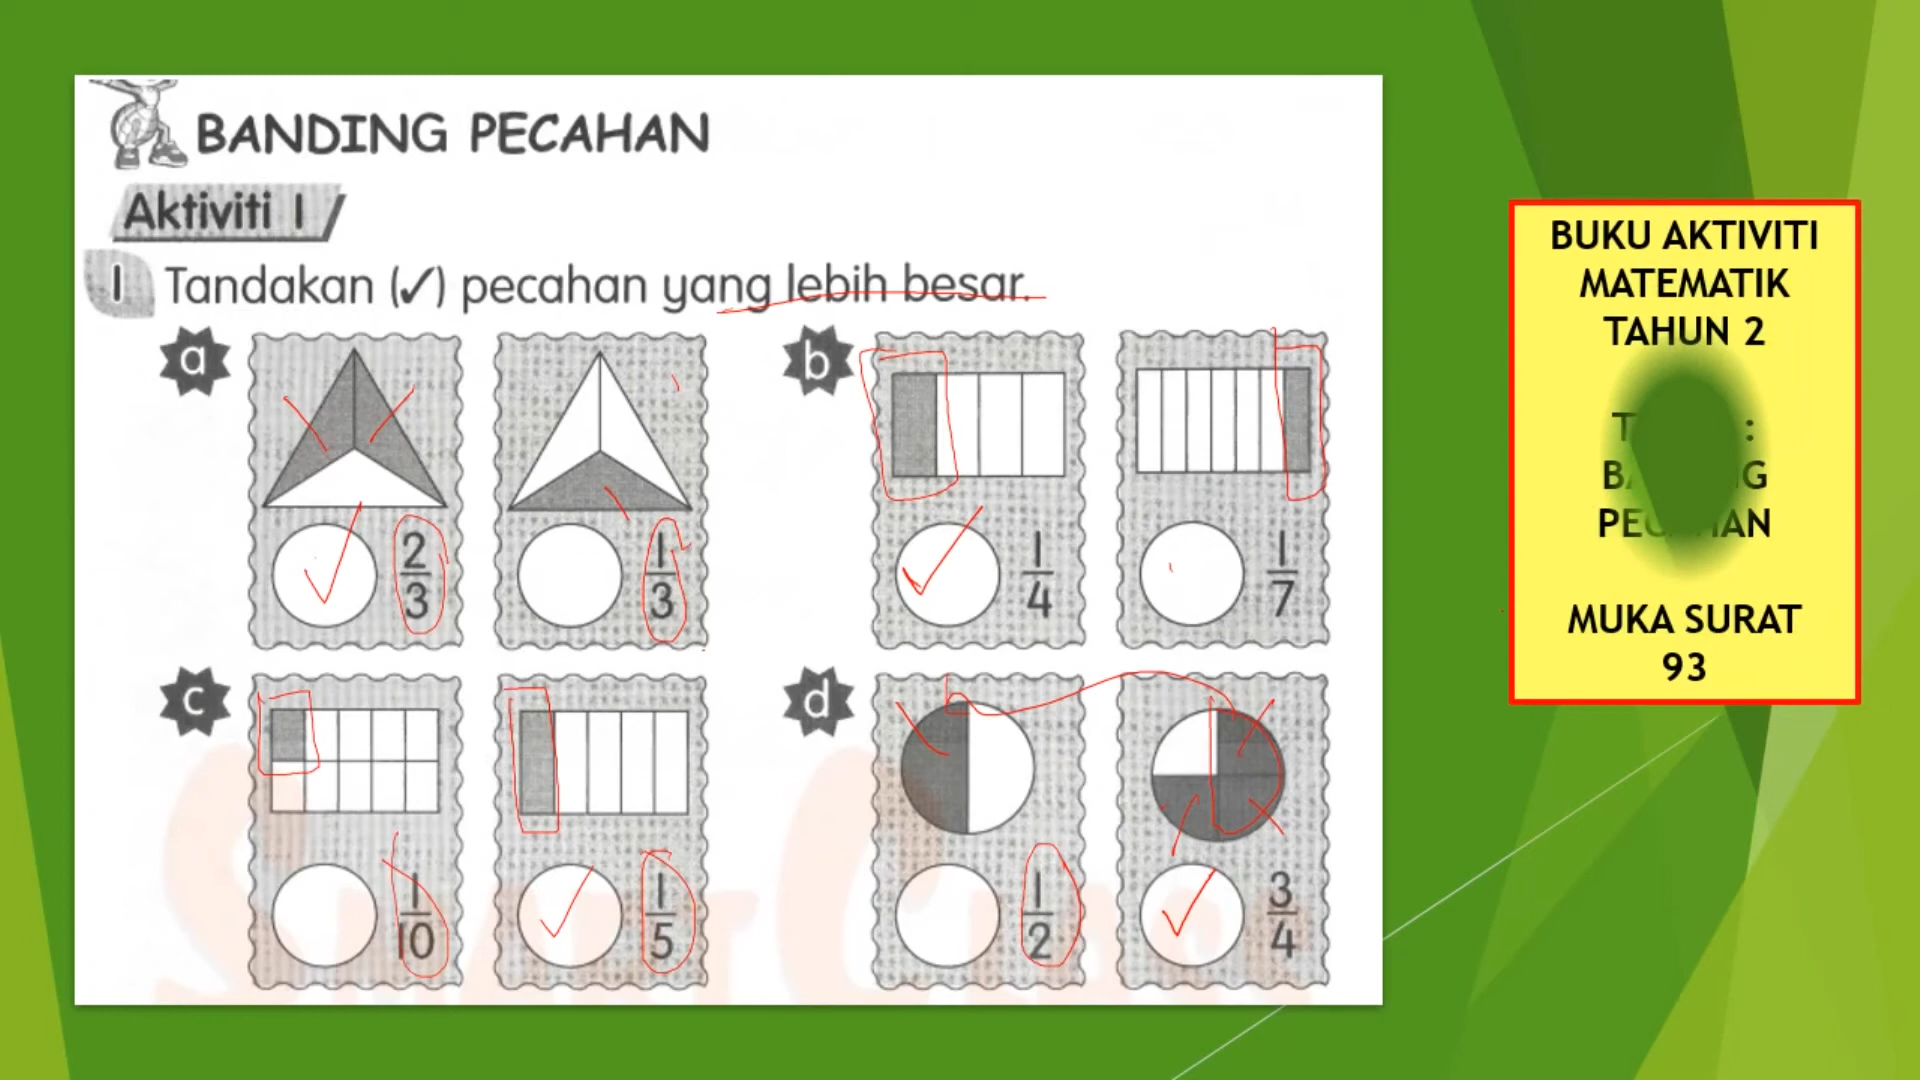 BANDING PECAHAN
Aktiviti 1
1 Tandakan (✓) pecahan yang lebih besar.
a
2/3
1/3
b
1/4
1/7
c
1/10
1/5
d
1/2
3/4
BUKU AKTIVITI
MATEMATIK
TAHUN 2
:
MUKA SURAT
93